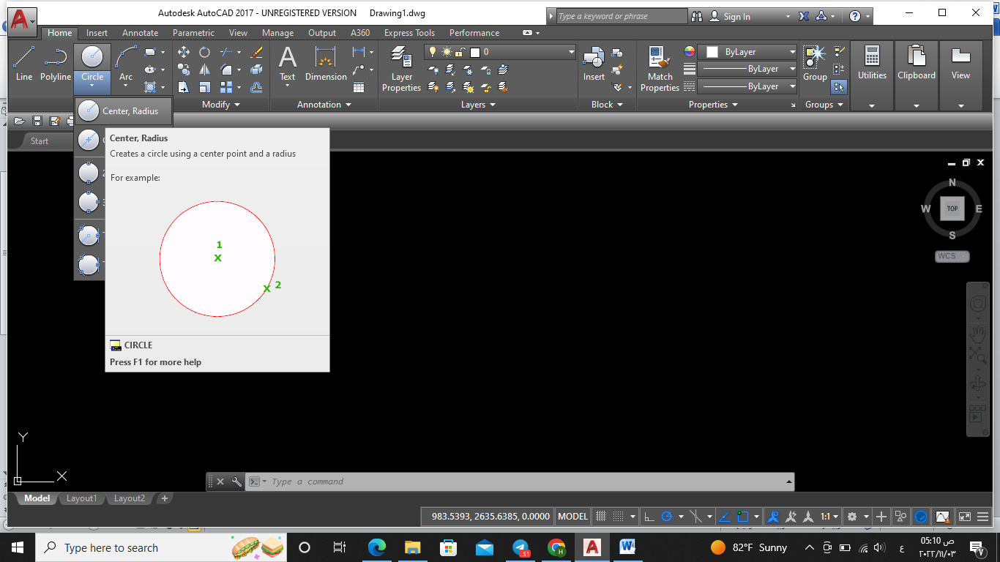 Autodesk AutoCAD 2017 - UNREGISTERED VERSION Drawing1.dwg
Type a keyword or phrase
Sign In
Home Insert Annotate Parametric View Manage Output A360 Express Tools Performance
0
ByLayer
ByLayer
ByLayer
Line Polyline Circle Arc
Text Dimension
Layer
Properties
Insert
Match
Properties
Group
Utilities
Clipboard
View
Modify
Annotation
Layers
Block
Properties
Groups
Center, Radius
Start
Center, Radius
Creates a circle using a center point and a radius
For example:
1
x
x 2
CIRCLE
Press F1 for more help
N
W TOP E
S
WCS
Y
X
Type a command
Model Layout1 Layout2 +
983.5393, 2635.6385, 0.0000 MODEL 1:1
Type here to search
51
82°F Sunny
ع
05:10 ص
٢٠٢٢/١١/٠٣